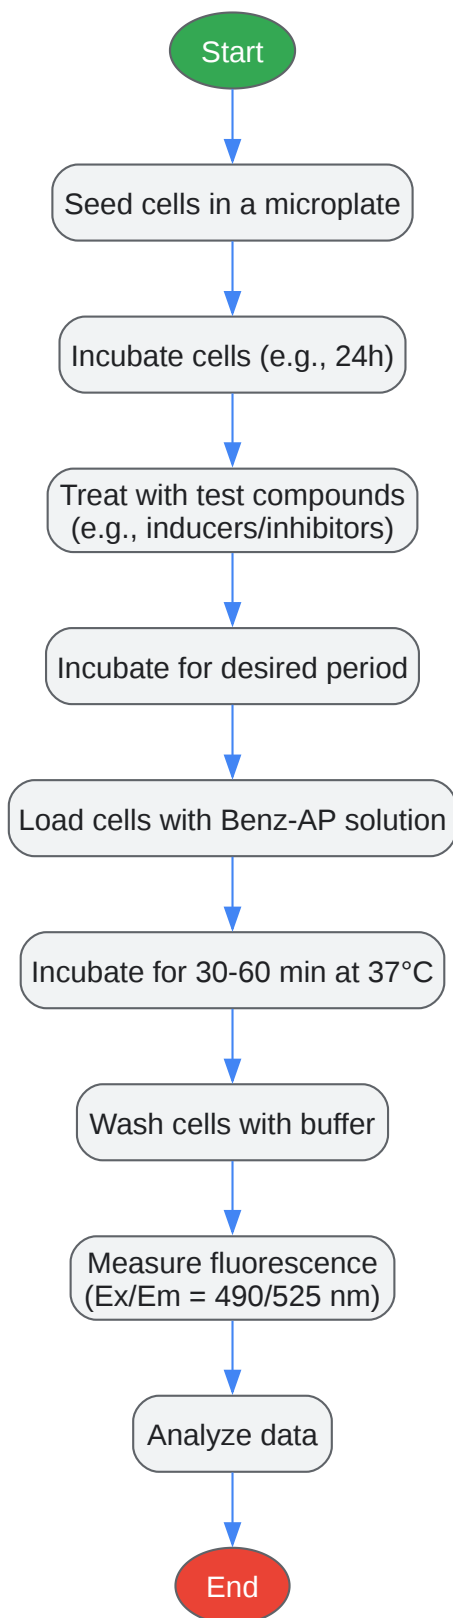 Start
Seed cells in a microplate
Incubate cells (e.g., 24h)
Treat with test compounds
(e.g., inducers/inhibitors)
Incubate for desired period
Load cells with Benz-AP solution
Incubate for 30-60 min at 37°C
Wash cells with buffer
Measure fluorescence
(Ex/Em = 490/525 nm)
Analyze data
End